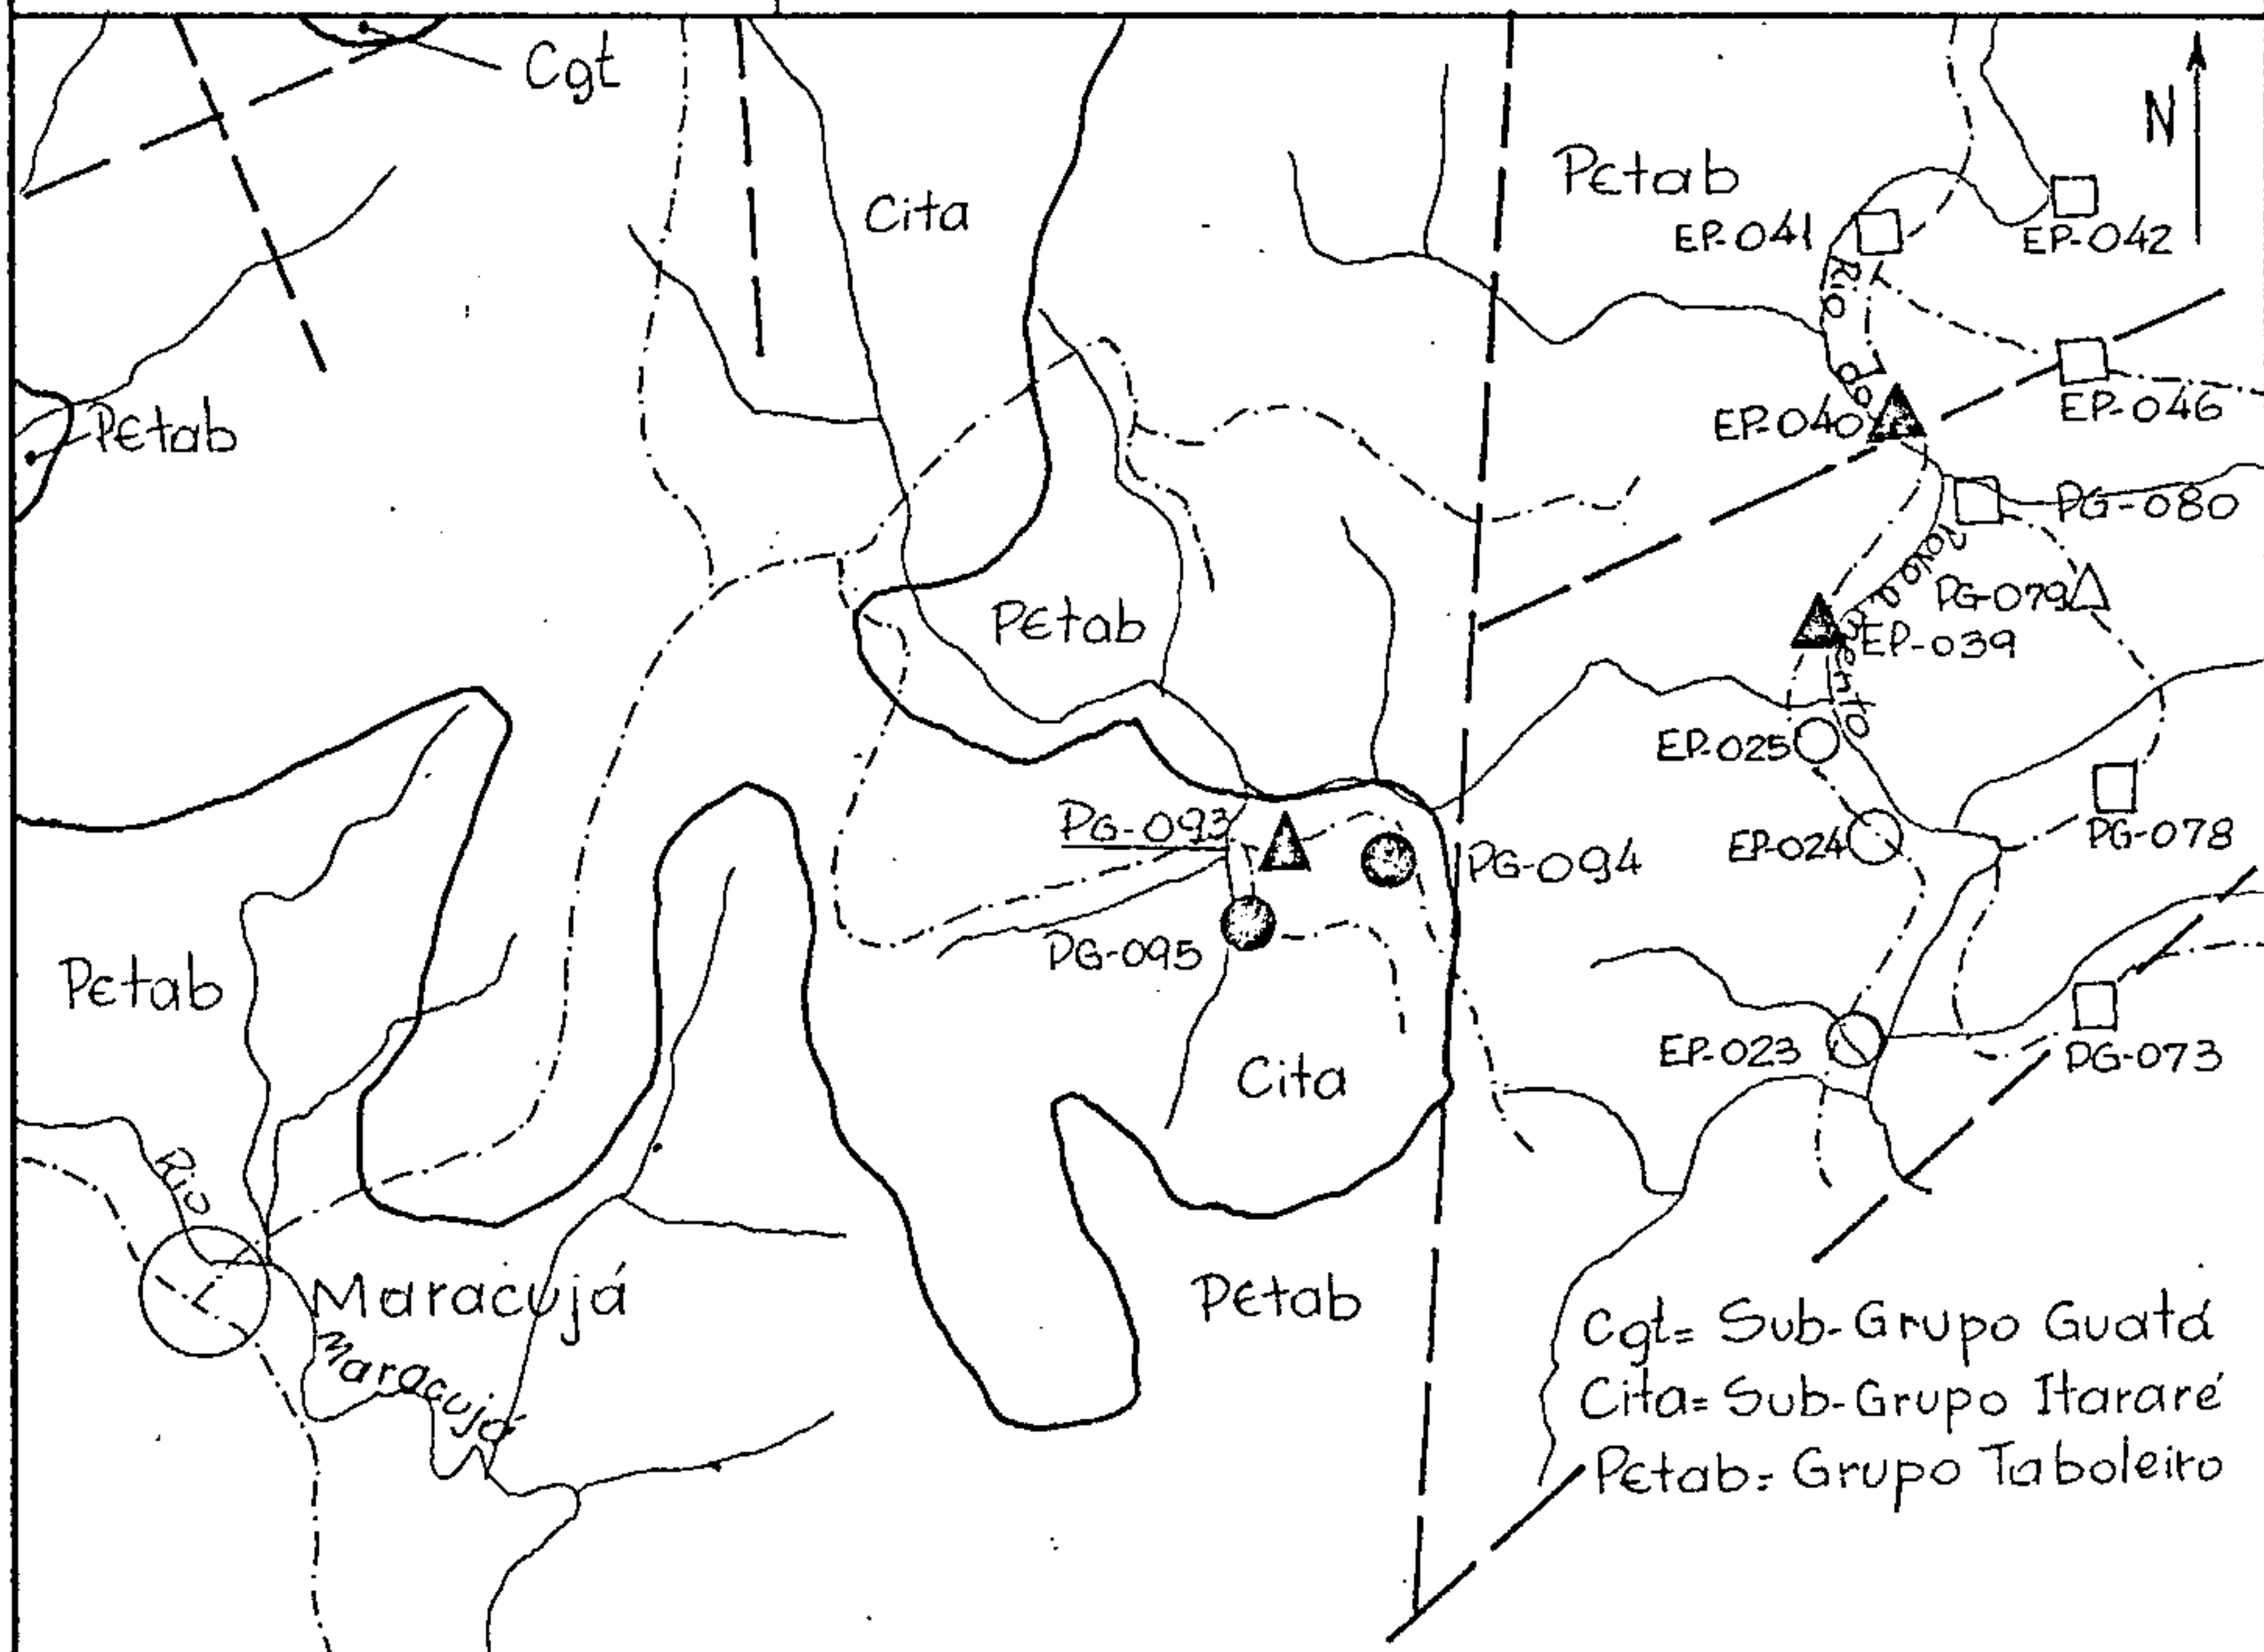 Cgt
N
Petab
Cita
EP-041
EP-042
Petab
EP-040
EP-046
PG-080
PG-079
Petab
EP-039
EP-025
PG-093
EP-024
PG-078
PG-094
PG-095
Petab
EP-023
PG-073
Cita
Rio
Maracujá
Petab
Maracujá
Rio do
Cgt= Sub-Grupo Guatá
Cita= Sub-Grupo Itararé
Petab= Grupo Taboleiro